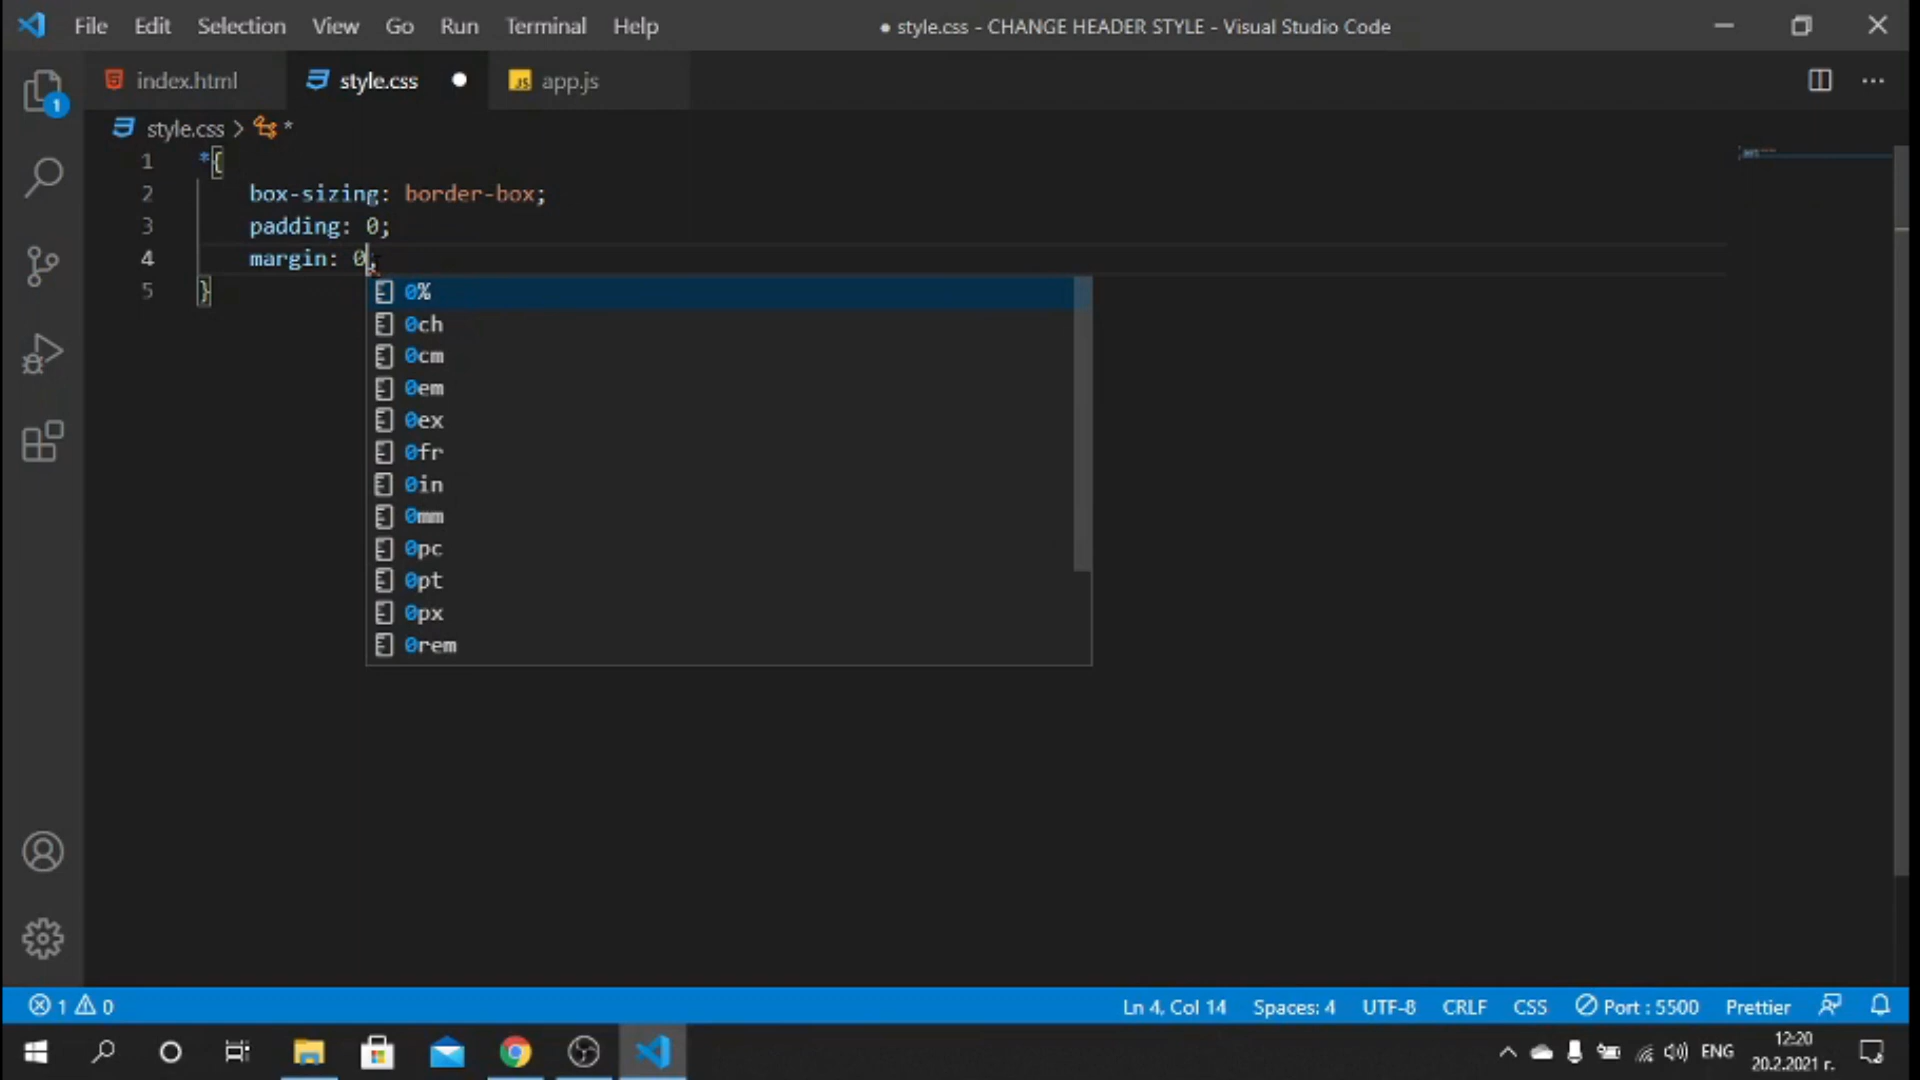 File Edit Selection View Go Run Terminal Help ● style.css - CHANGE HEADER STYLE - Visual Studio Code
index.html style.css JS app.js
1
style.css > *
1 *{
2 box-sizing: border-box;
3 padding: 0;
4 margin: 0;
5 }
0%
0ch
0cm
0em
0ex
0fr
0in
0mm
0pc
0pt
0px
0rem
1 0 Ln 4, Col 14 Spaces: 4 UTF-8 CRLF CSS Port : 5500 Prettier
ENG 12:20
20.2.2021 г.